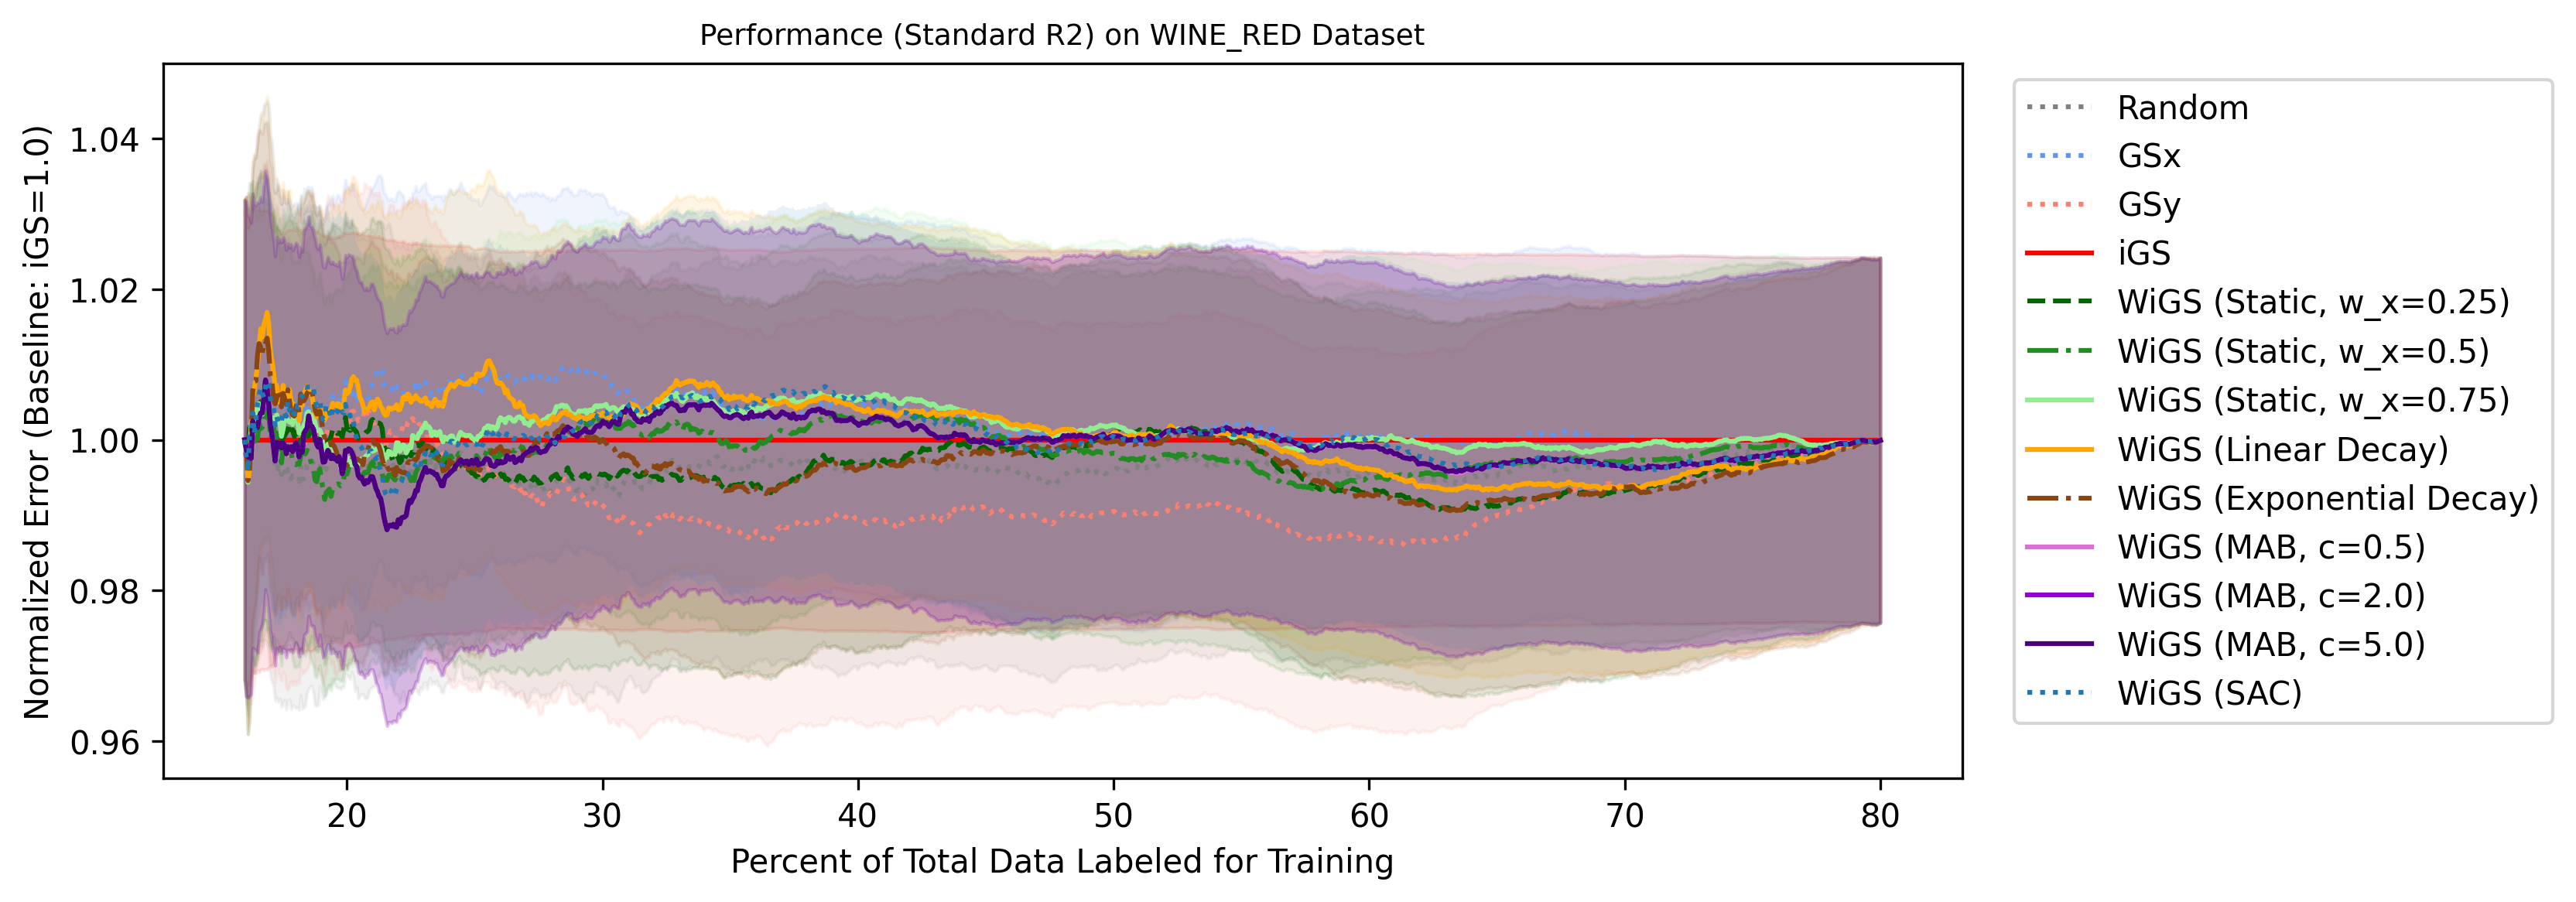 Performance (Standard R2) on WINE_RED Dataset
Normalized Error (Baseline: iGS=1.0)
1.04
1.02
1.00
0.98
0.96
20 30 40 50 60 70 80
Percent of Total Data Labeled for Training
Random
GSx
GSy
iGS
WiGS (Static, w_x=0.25)
WiGS (Static, w_x=0.5)
WiGS (Static, w_x=0.75)
WiGS (Linear Decay)
WiGS (Exponential Decay)
WiGS (MAB, c=0.5)
WiGS (MAB, c=2.0)
WiGS (MAB, c=5.0)
WiGS (SAC)